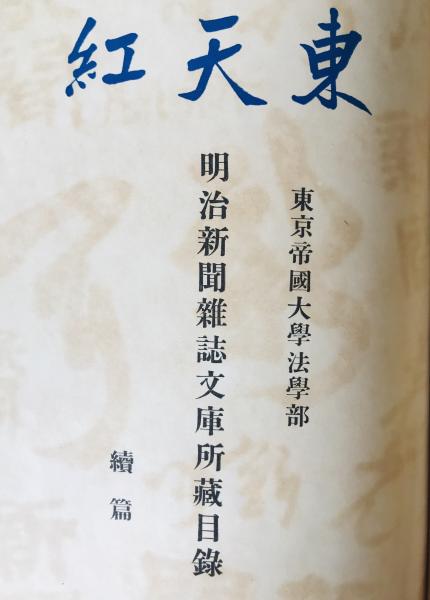 東天紅
東京帝國大學法學部
明治新聞雜誌文庫所藏目錄
續篇